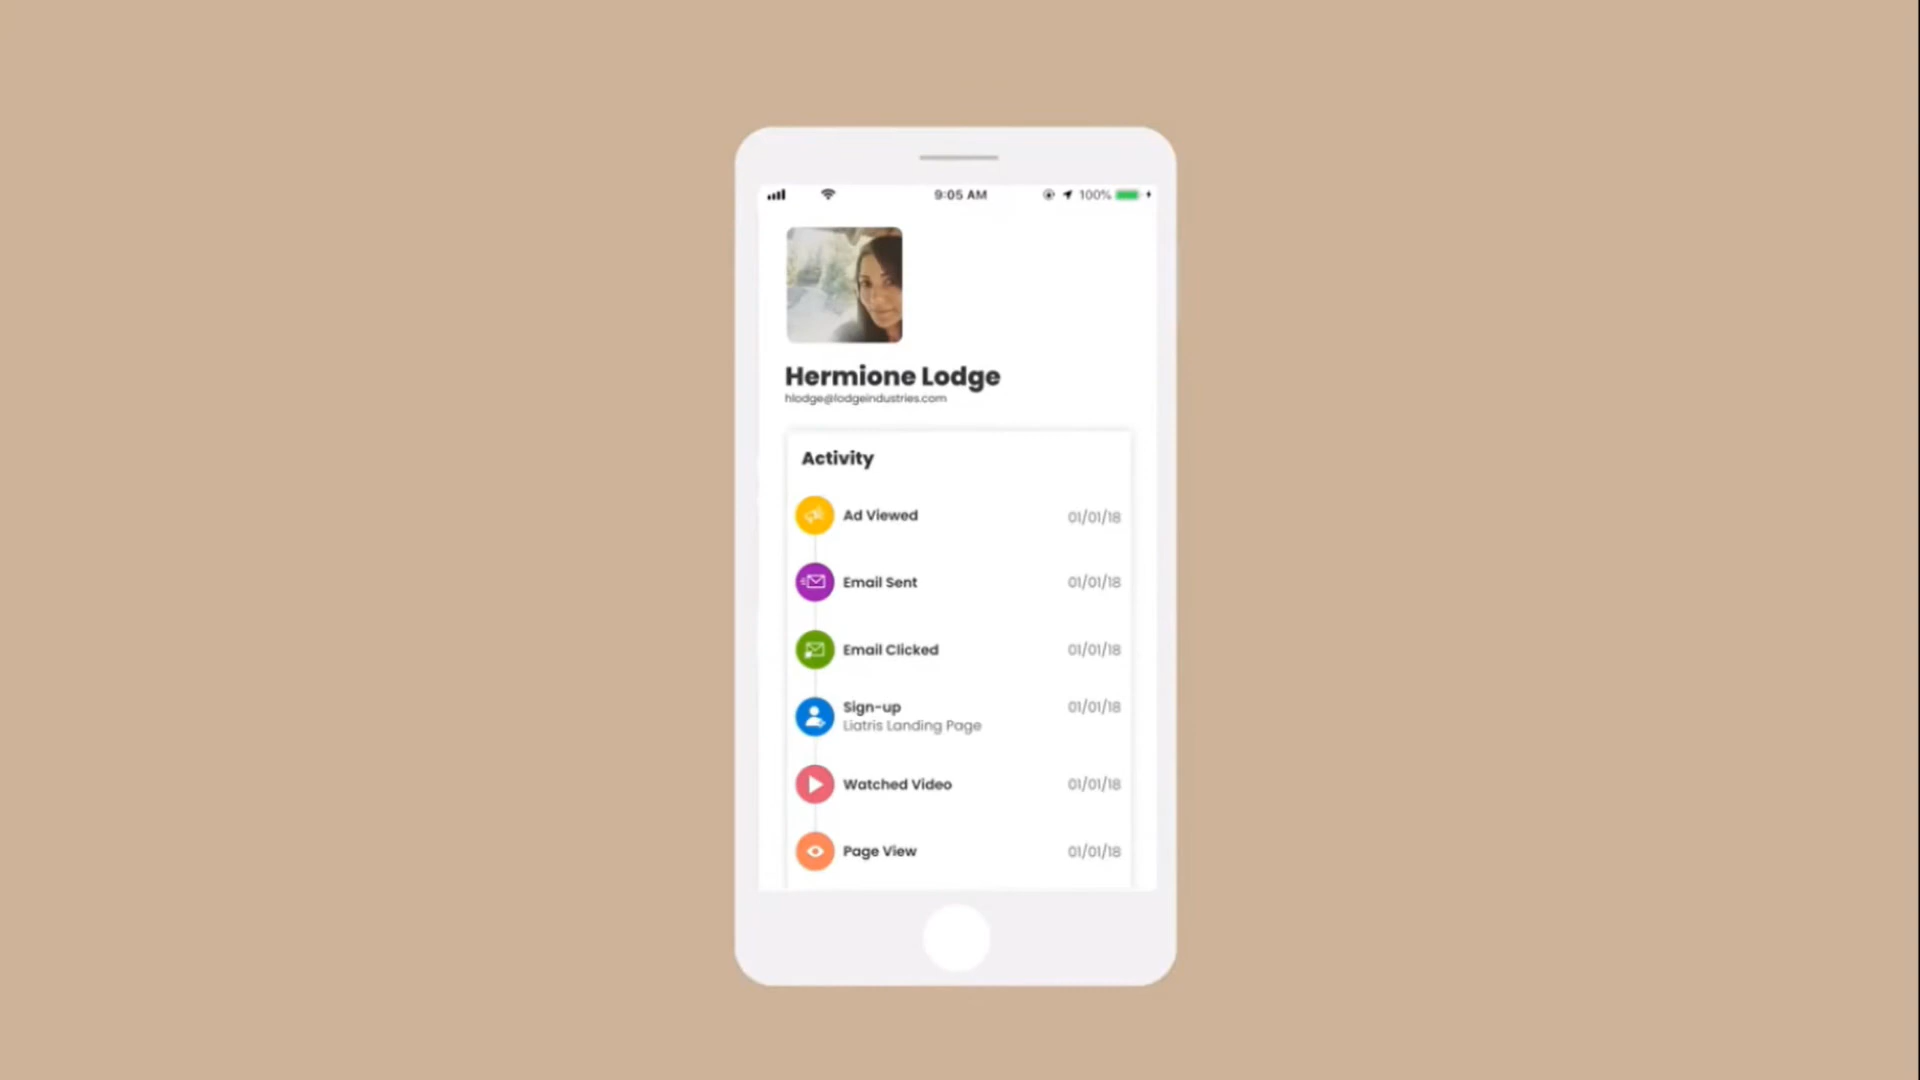 9:05 AM 100%
Hermione Lodge
hlodge@lodgeindustries.com
Activity
Ad Viewed 01/01/18
Email Sent 01/01/18
Email Clicked 01/01/18
Sign-up 01/01/18
Liatris Landing Page
Watched Video 01/01/18
Page View 01/01/18